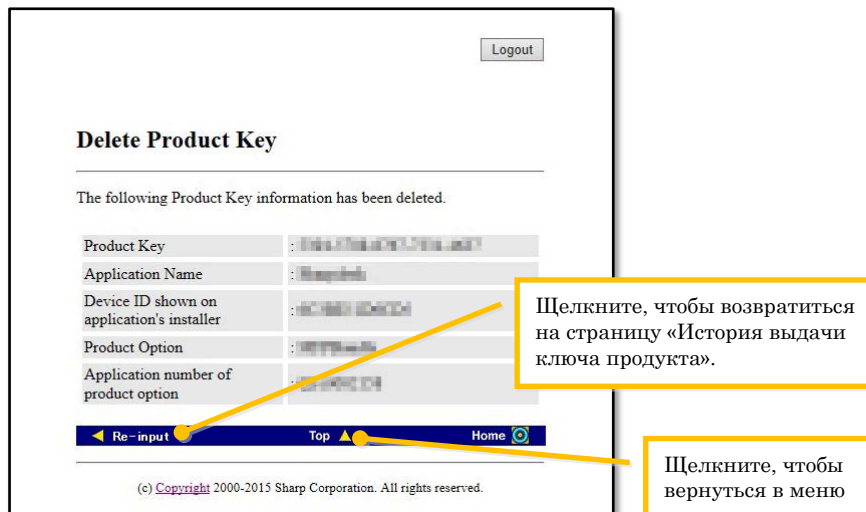 Logout
Delete Product Key
The following Product Key information has been deleted.
Product Key :
Application Name :
Device ID shown on
application's installer :
Product Option :
Application number of
product option :
Щелкните, чтобы возвратиться
на страницу «История выдачи
ключа продукта».
Re-input Top Home
Щелкните, чтобы
вернуться в меню
(c) Copyright 2000-2015 Sharp Corporation. All rights reserved.